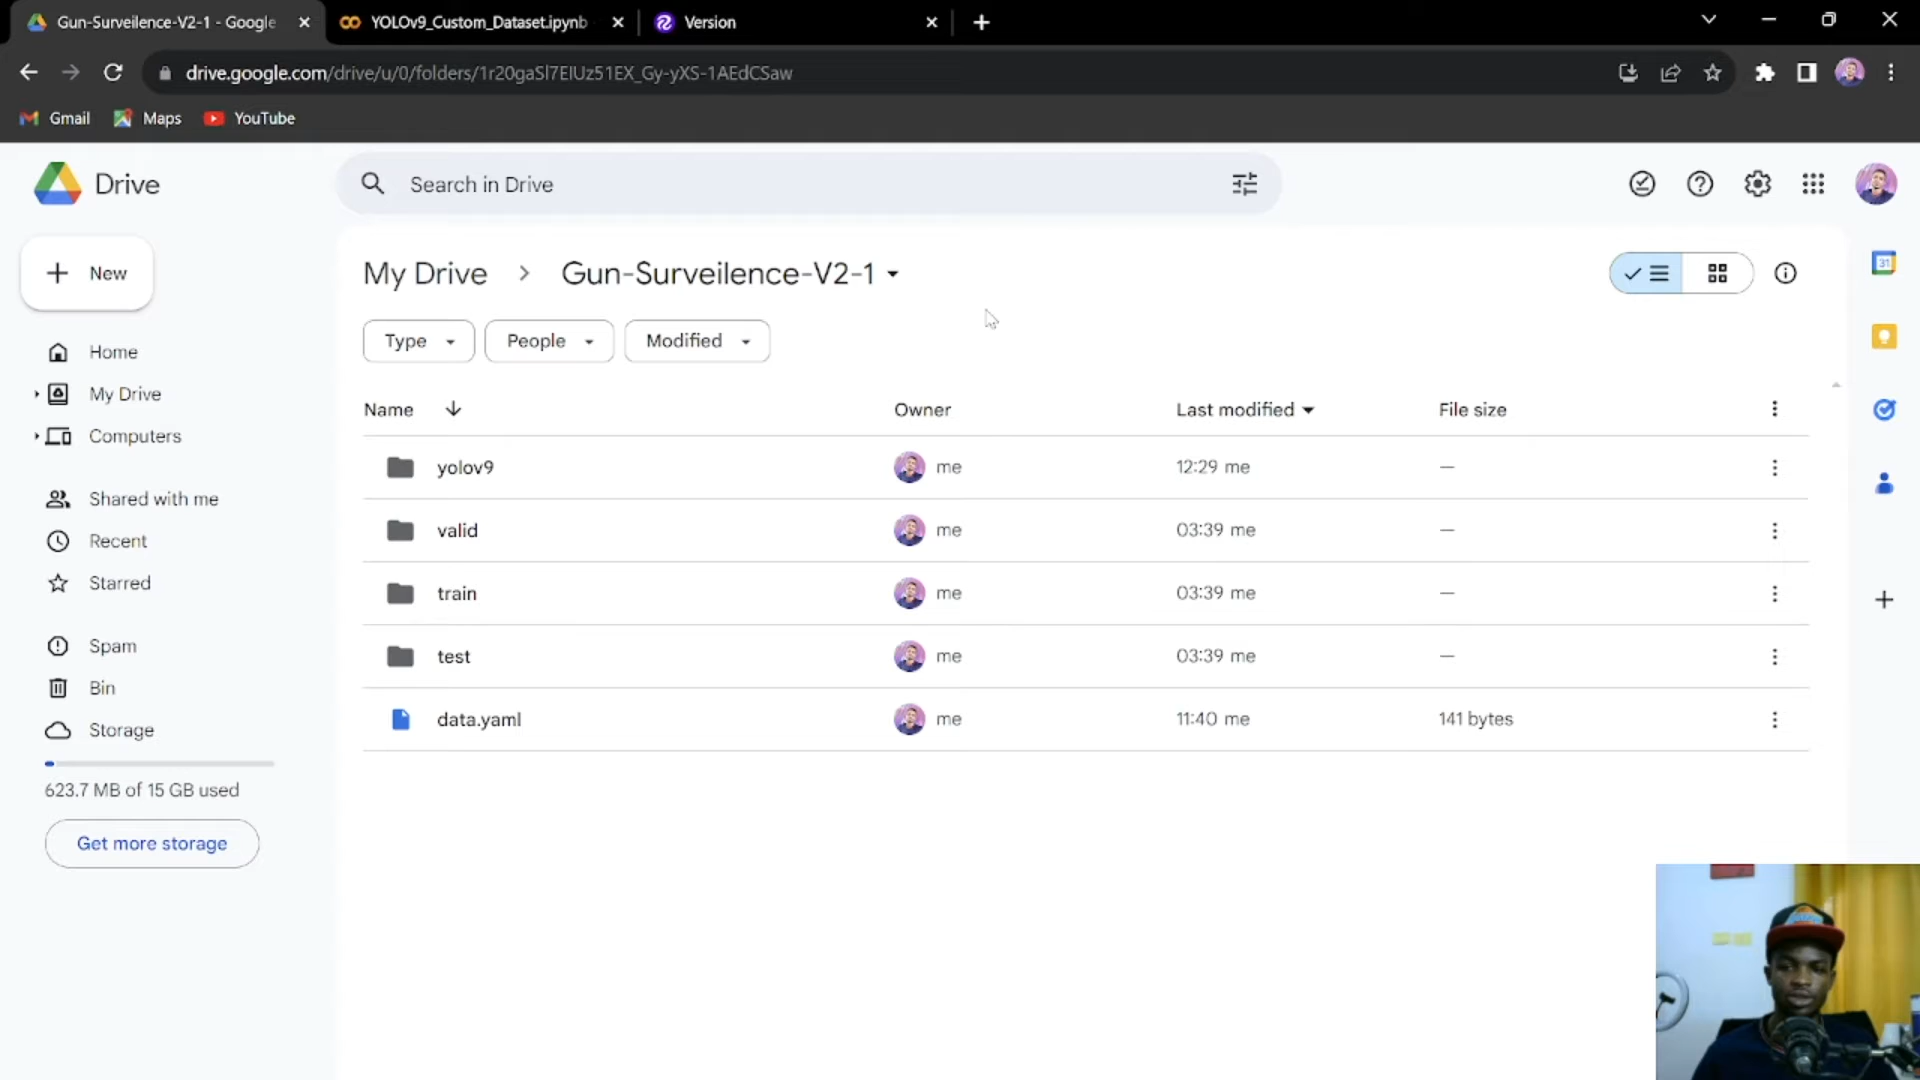 Gun-Surveilence-V2-1 - Google
YOLOv9_Custom_Dataset.ipynb
Version
drive.google.com/drive/u/0/folders/1r20gaSl7EIUz51EX_Gy-yXS-1AEdCSaw
Gmail
Maps
YouTube
Drive
Search in Drive
New
My Drive
Gun-Surveilence-V2-1
Type
People
Modified
Home
My Drive
Computers
Shared with me
Recent
Starred
Spam
Bin
Storage
623.7 MB of 15 GB used
Get more storage
Name Owner Last modified File size
yolov9 me 12:29 me —
valid me 03:39 me —
train me 03:39 me —
test me 03:39 me —
data.yaml me 11:40 me 141 bytes
31